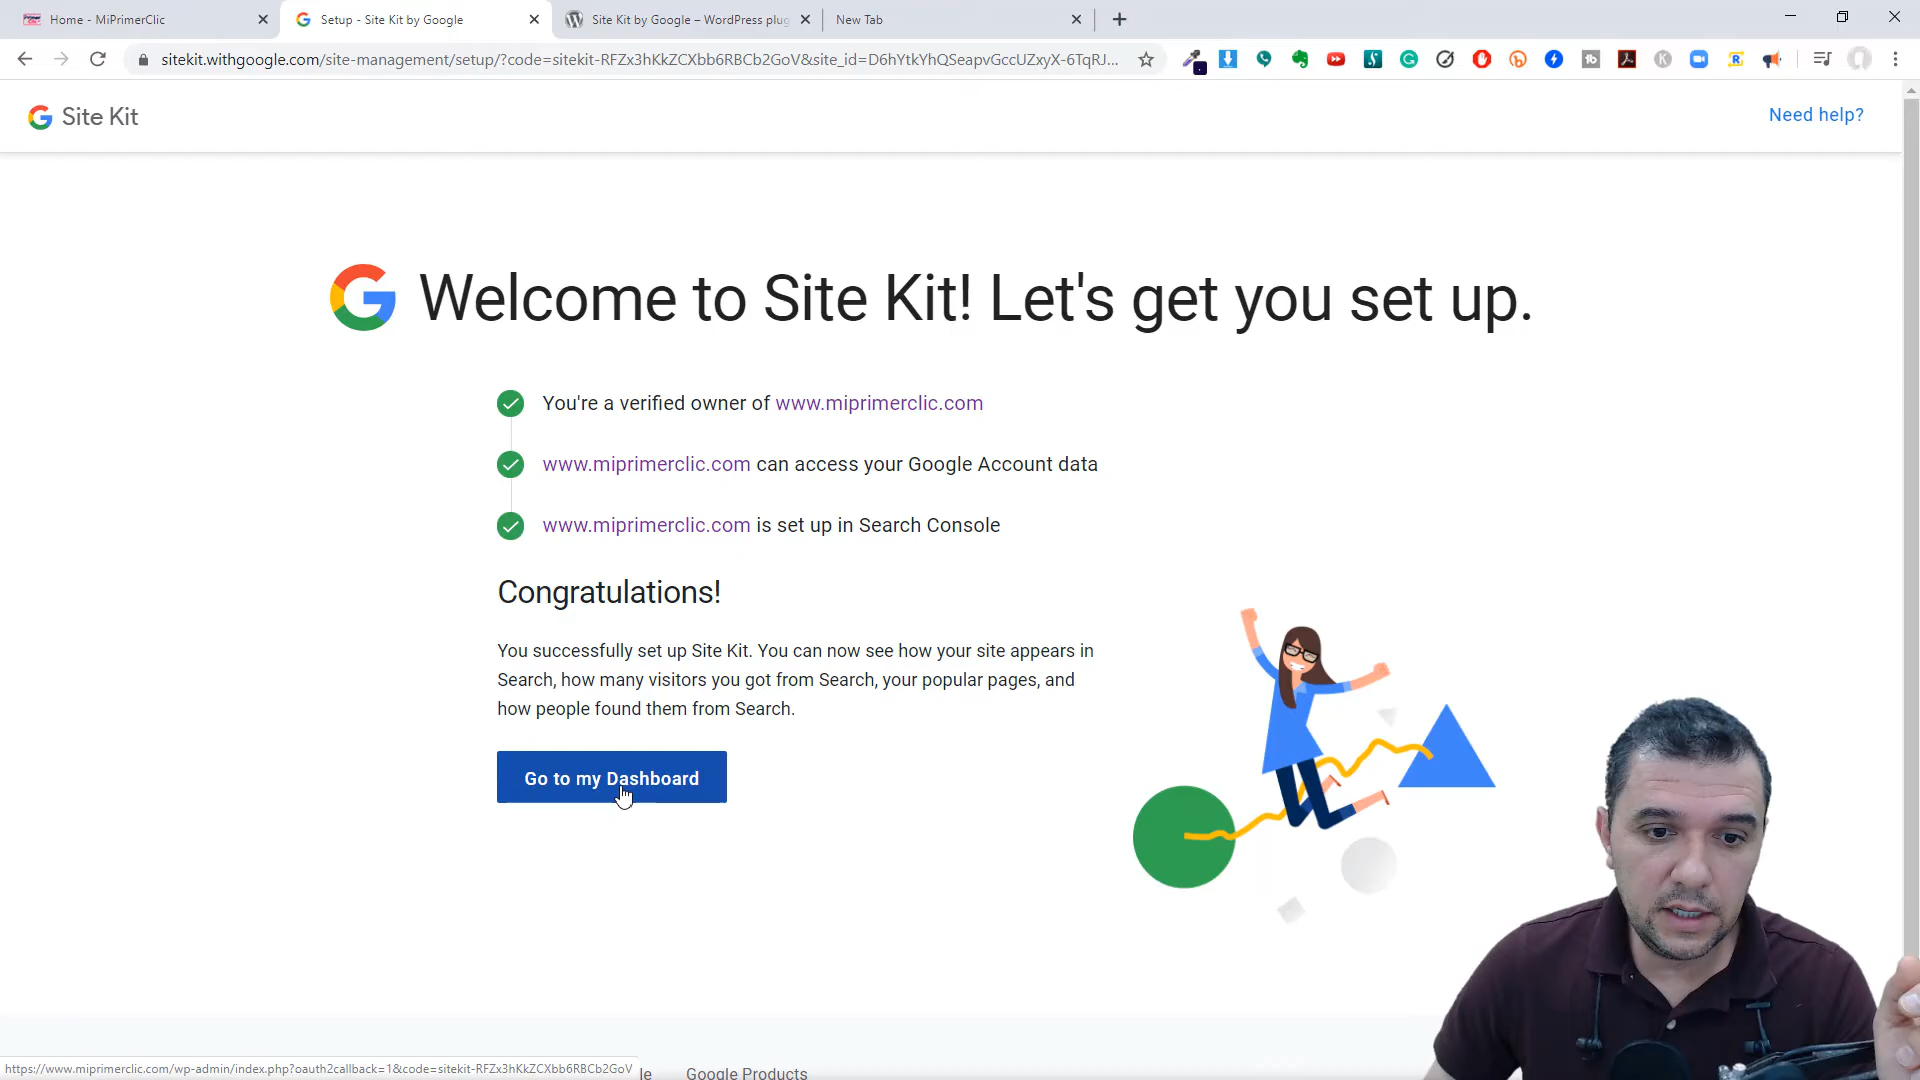 Home - MiPrimerClic
Setup - Site Kit by Google
Site Kit by Google – WordPress plug
New Tab
sitekit.withgoogle.com/site-management/setup/?code=sitekit-RFZx3hKkZCXbb6RBCb2GoV&site_id=D6hYtkYhQSeapvGccUZxyX-6TqRJ...
Site Kit
Need help?
Welcome to Site Kit! Let's get you set up.
You're a verified owner of www.miprimerclic.com
www.miprimerclic.com can access your Google Account data
www.miprimerclic.com is set up in Search Console
Congratulations!
You successfully set up Site Kit. You can now see how your site appears in
Search, how many visitors you got from Search, your popular pages, and
how people found them from Search.
Go to my Dashboard
https://www.miprimerclic.com/wp-admin/index.php?oauth2callback=1&code=sitekit-RFZx3hKkZCXbb6RBCb2GoV
le
Google Products